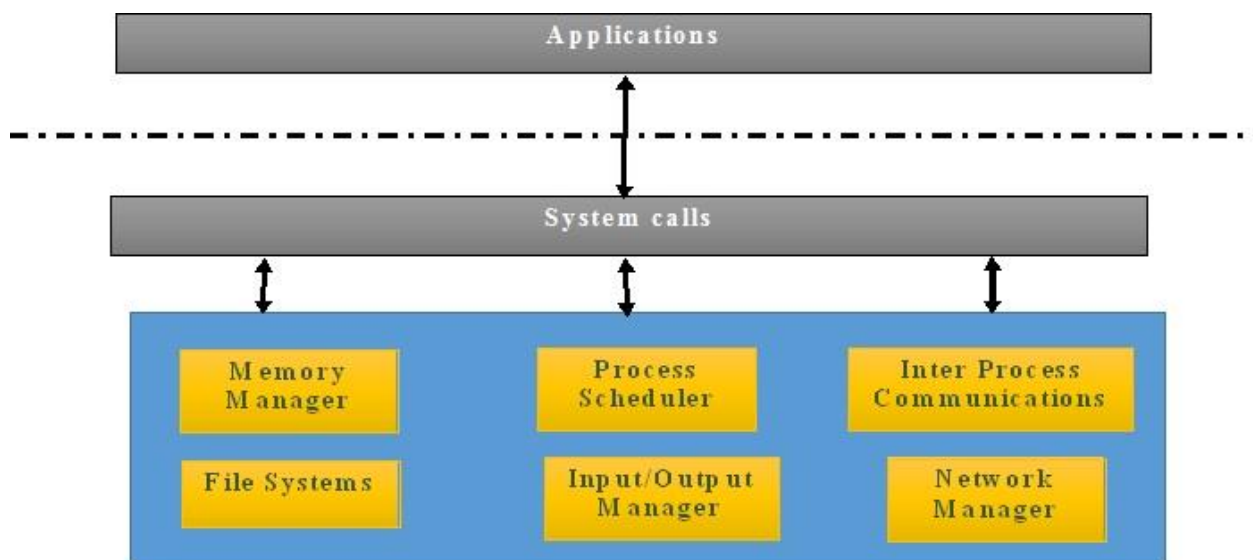 Applications
System calls
Memory
Manager
Process
Scheduler
Inter Process
Communications
File Systems
Input/Output
Manager
Network
Manager